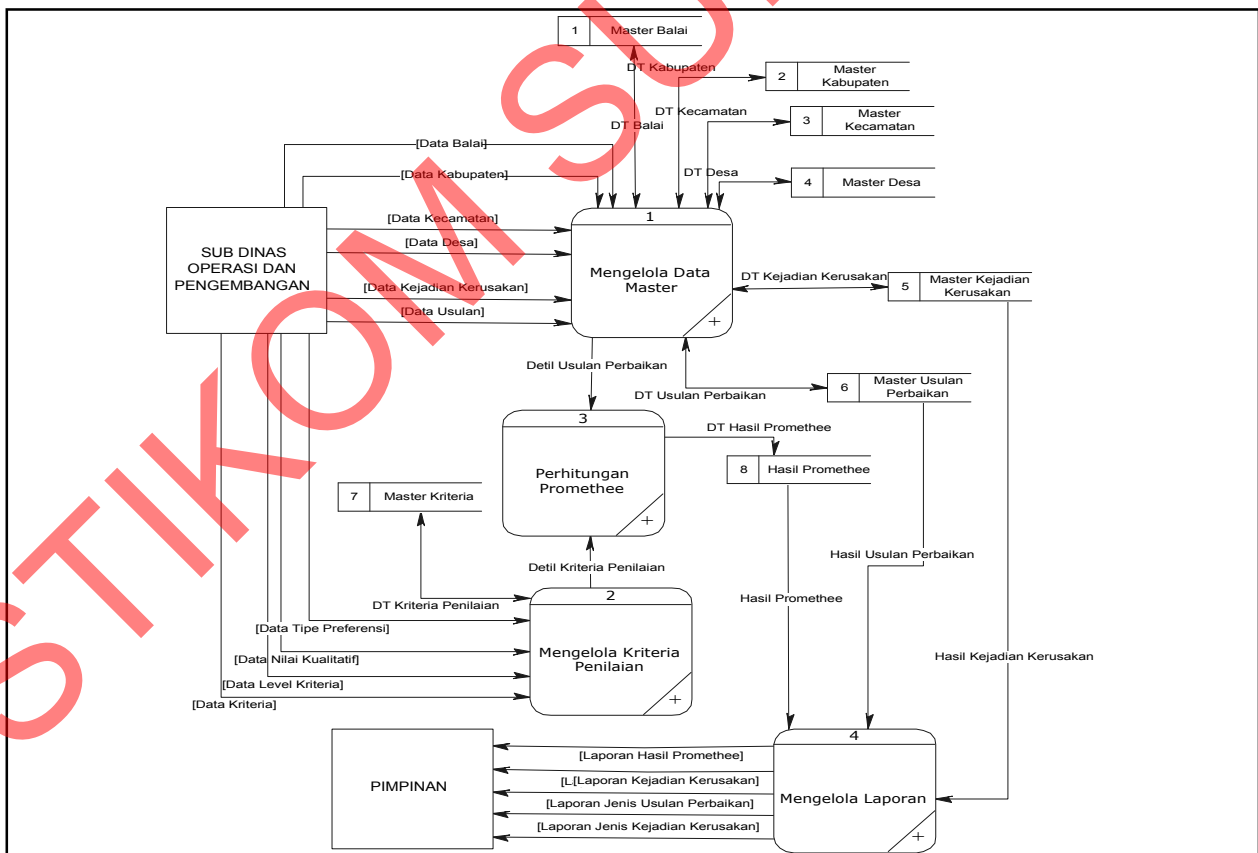 1 Master Balai
DT Kabupaten
2 Master
Kabupaten
DT Kecamatan
3 Master
Kecamatan
DT Balai
[Data Balai]
DT Desa
4 Master Desa
[Data Kabupaten]
SUB DINAS
OPERASI DAN
PENGEMBANGAN
[Data Kecamatan]
[Data Desa]
[Data Kejadian Kerusakan]
[Data Usulan]
1
Mengelola Data
Master
+
DT Kejadian Kerusakan
5 Master Kejadian
Kerusakan
Detil Usulan Perbaikan
DT Usulan Perbaikan
6 Master Usulan
Perbaikan
3
Perhitungan
Promethee
+
DT Hasil Promethee
8 Hasil Promethee
7 Master Kriteria
Hasil Usulan Perbaikan
Detil Kriteria Penilaian
DT Kriteria Penilaian
Hasil Promethee
2
Mengelola Kriteria
Penilaian
+
[Data Tipe Preferensi]
[Data Nilai Kualitatif]
[Data Level Kriteria]
[Data Kriteria]
Hasil Kejadian Kerusakan
PIMPINAN
[Laporan Hasil Promethee]
[L[Laporan Kejadian Kerusakan]
[Laporan Jenis Usulan Perbaikan]
[Laporan Jenis Kejadian Kerusakan]
4
Mengelola Laporan
+
STIKOM SU